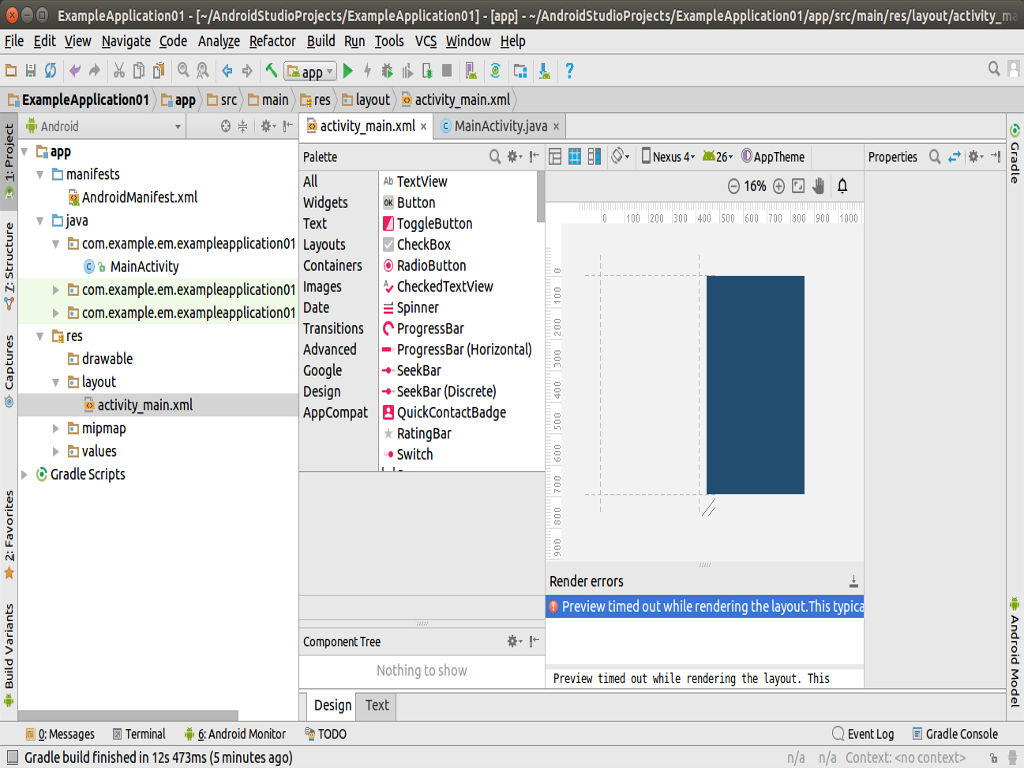 ExampleApplication01 - [~/AndroidStudioProjects/ExampleApplication01] - [app] - ~/AndroidStudioProjects/ExampleApplication01/app/src/main/res/layout/activity_ma
File Edit View Navigate Code Analyze Refactor Build Run Tools VCS Window Help
app
ExampleApplication01 app src main res layout activity_main.xml
1: Project
Z: Structure
Captures
2: Favorites
Build Variants
Android
app
manifests
AndroidManifest.xml
java
com.example.em.exampleapplication01
MainActivity
com.example.em.exampleapplication01
com.example.em.exampleapplication01
res
drawable
layout
activity_main.xml
mipmap
values
Gradle Scripts
activity_main.xml MainActivity.java
Palette
All
Widgets
Text
Layouts
Containers
Images
Date
Transitions
Advanced
Google
Design
AppCompat
Ab TextView
OK Button
ToggleButton
CheckBox
RadioButton
CheckedTextView
Spinner
ProgressBar
ProgressBar (Horizontal)
SeekBar
SeekBar (Discrete)
QuickContactBadge
RatingBar
Switch
Component Tree
Nothing to show
Nexus 4 26 AppTheme
16%
0 100 200 300 400 500 600 700 800 900 1000
0
100
200
300
400
500
600
700
800
900
Render errors
Preview timed out while rendering the layout.This typica
Preview timed out while rendering the layout. This
Properties
Gradle
Android Model
Design Text
0: Messages Terminal 6: Android Monitor TODO Event Log Gradle Console
Gradle build finished in 12s 473ms (5 minutes ago) n/a n/a Context: <no context>